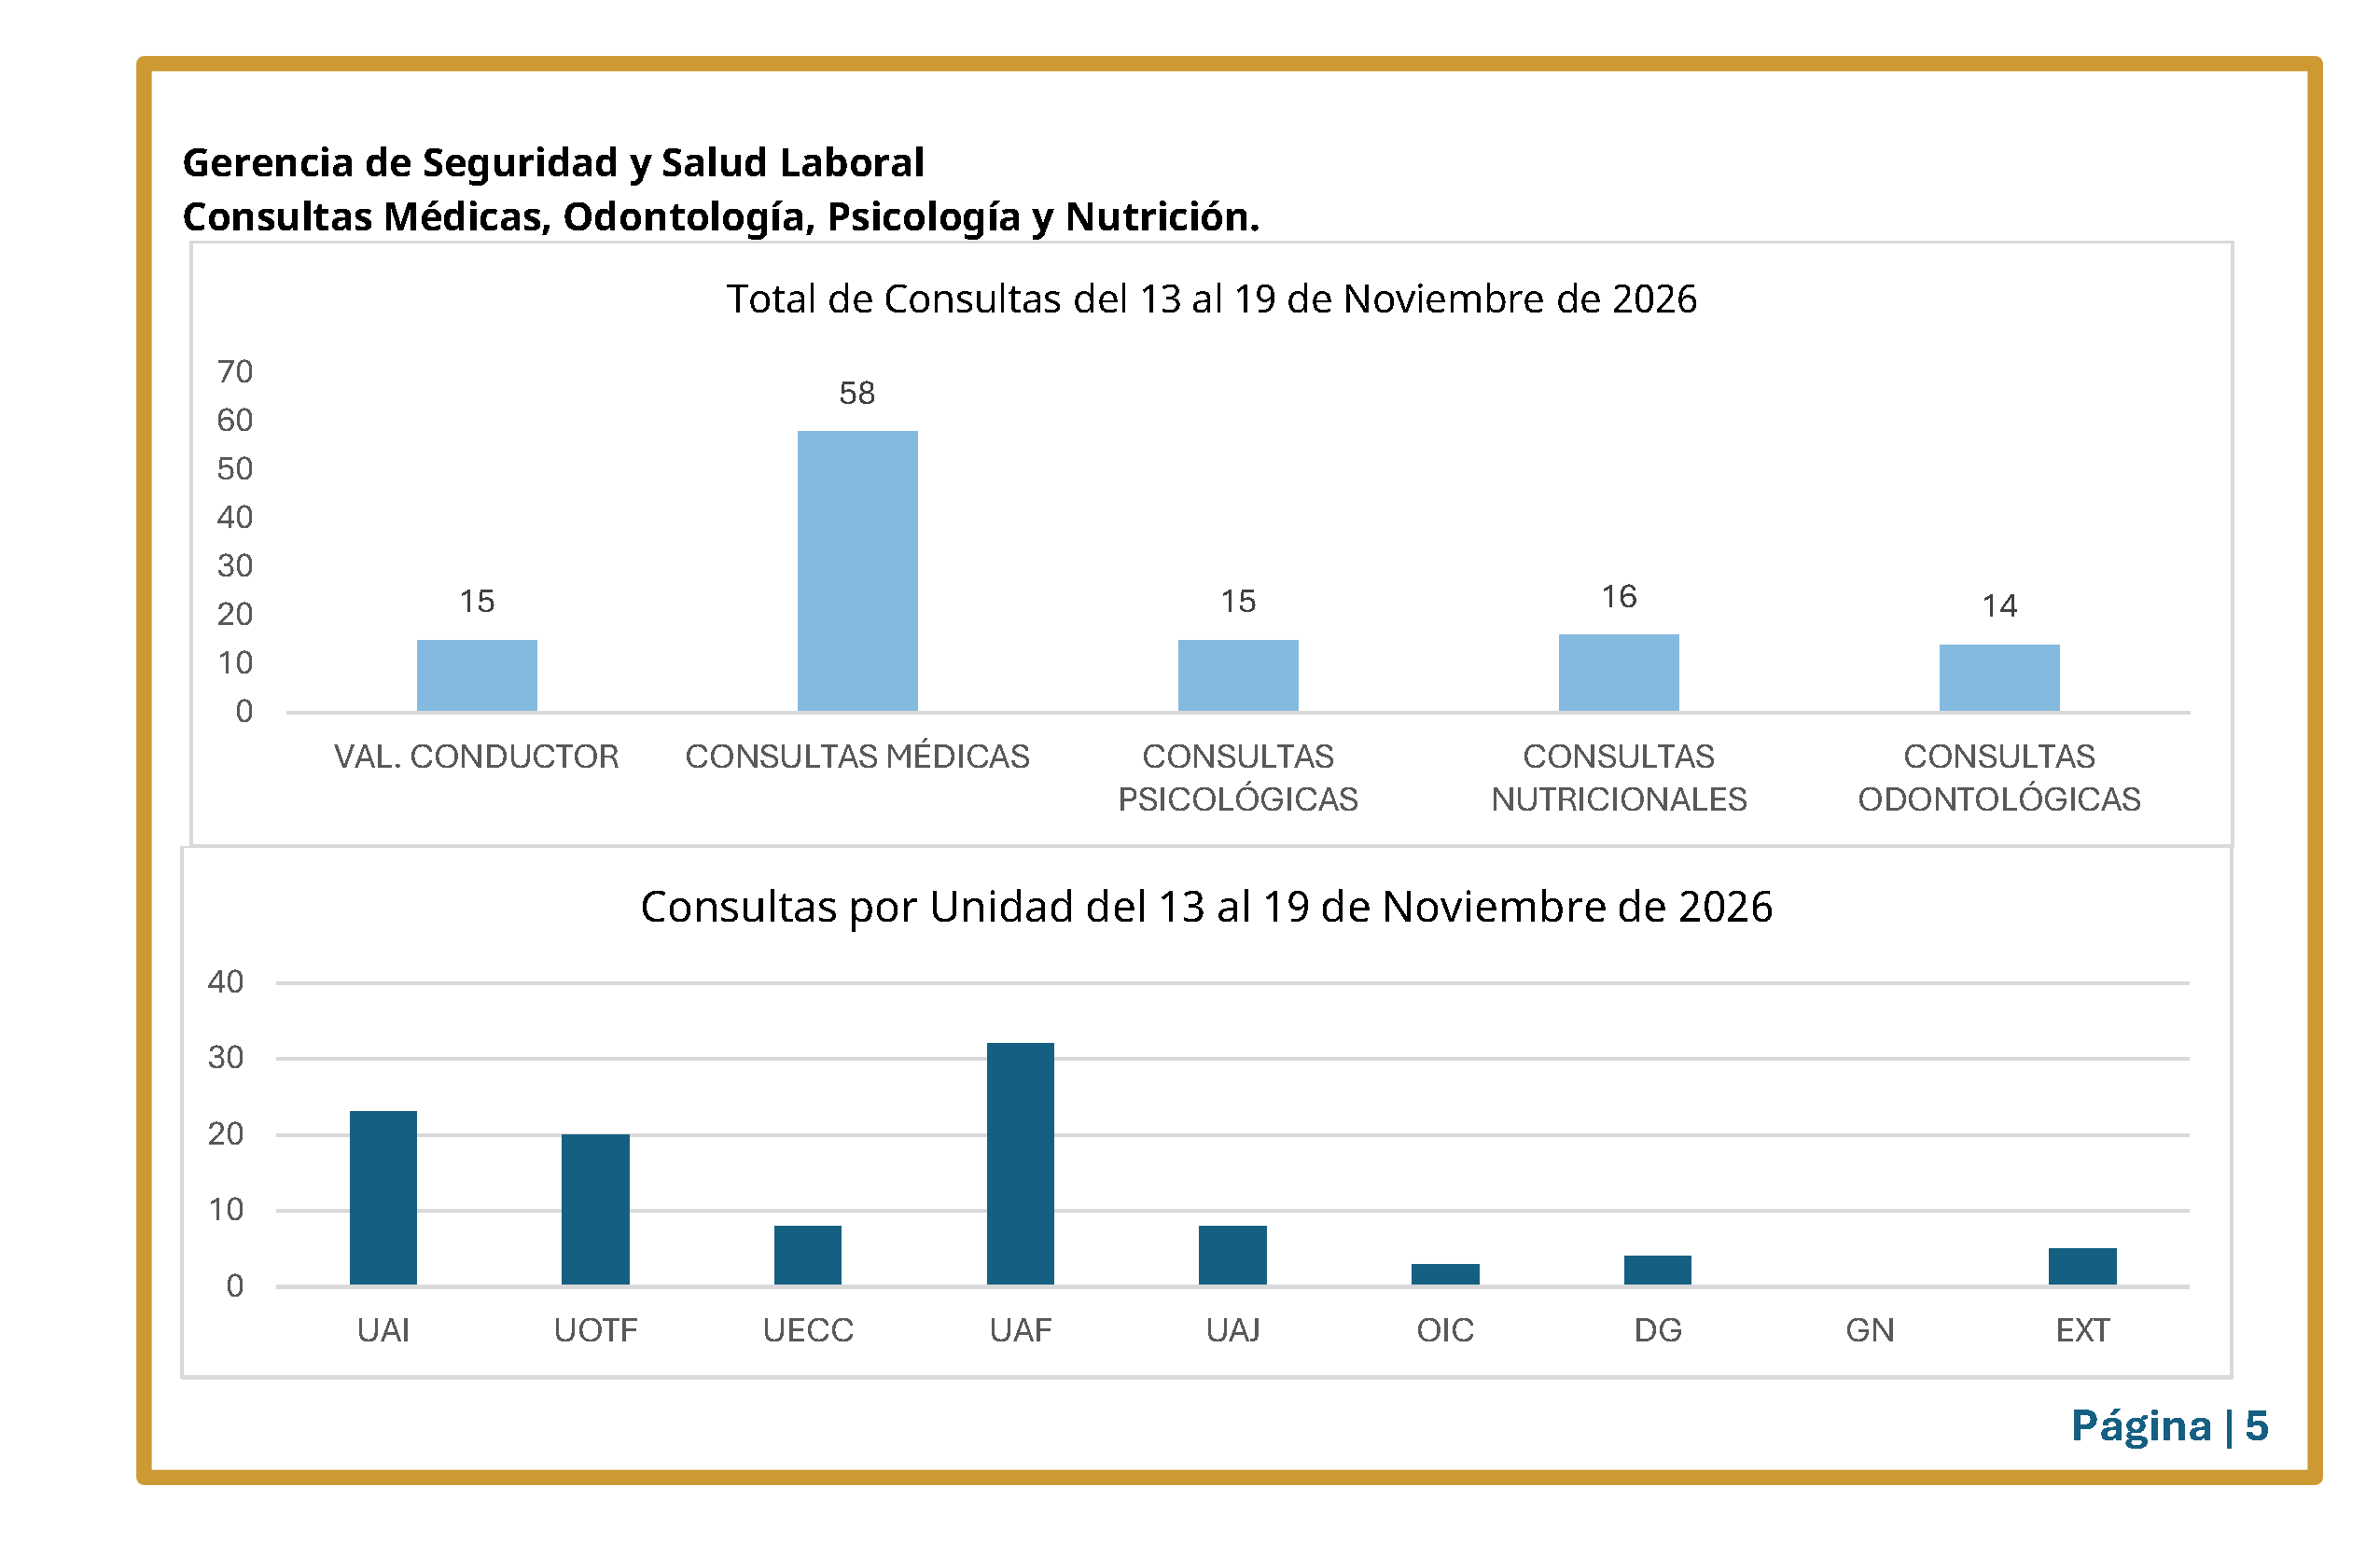 Gerencia de Seguridad y Salud Laboral
Consultas Médicas, Odontología, Psicología y Nutrición.
Total de Consultas del 13 al 19 de Noviembre de 2026
70
60
50
40
30
20
10
0
15
58
15
16
14
VAL. CONDUCTOR
CONSULTAS MÉDICAS
CONSULTAS
PSICOLÓGICAS
CONSULTAS
NUTRICIONALES
CONSULTAS
ODONTOLÓGICAS
Consultas por Unidad del 13 al 19 de Noviembre de 2026
40
30
20
10
0
UAI
UOTF
UECC
UAF
UAJ
OIC
DG
GN
EXT
Página | 5